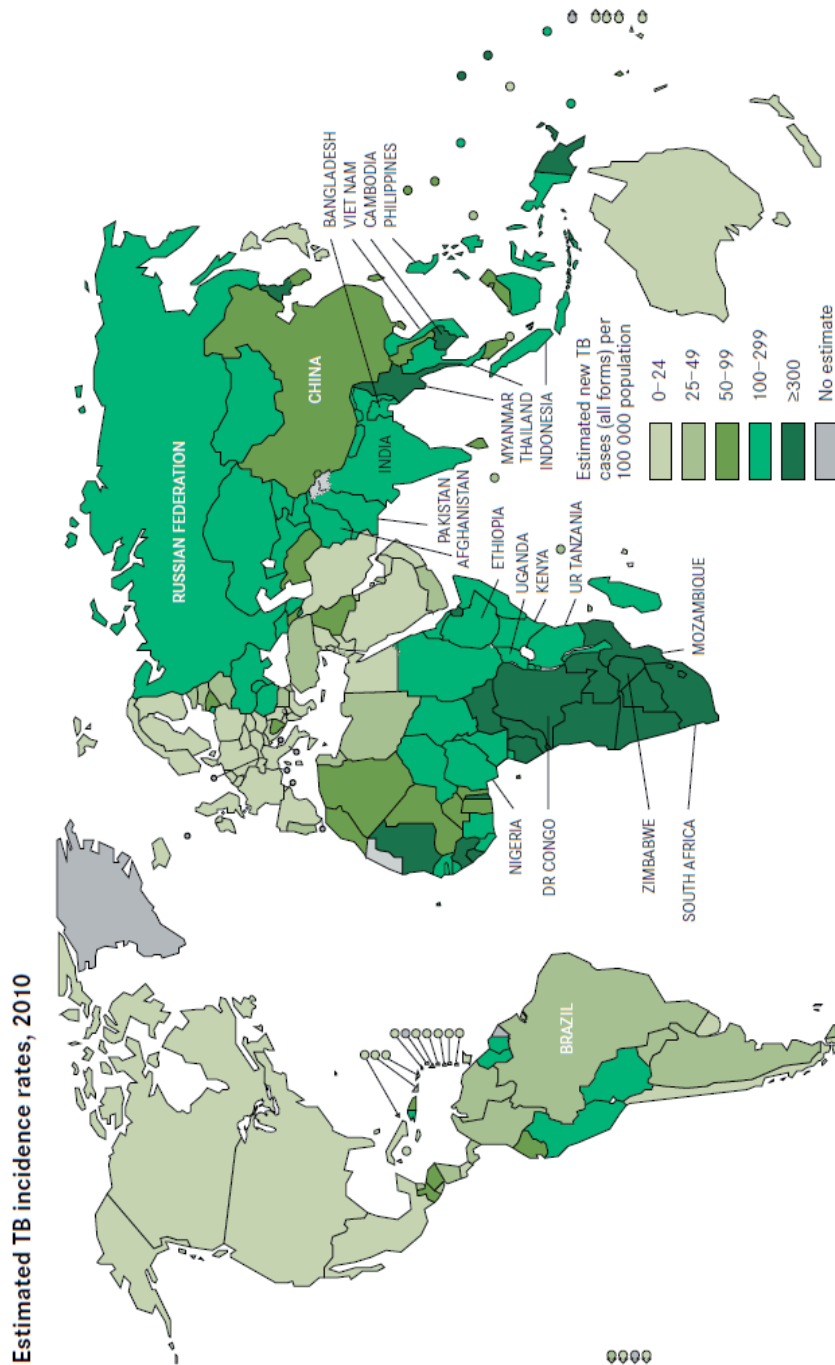 Estimated TB incidence rates, 2010
RUSSIAN FEDERATION
CHINA
INDIA
BRAZIL
BANGLADESH
VIET NAM
CAMBODIA
PHILIPPINES
PAKISTAN
AFGHANISTAN
MYANMAR
THAILAND
INDONESIA
ETHIOPIA
UGANDA
KENYA
UR TANZANIA
MOZAMBIQUE
NIGERIA
DR CONGO
ZIMBABWE
SOUTH AFRICA
Estimated new TB
cases (all forms) per
100 000 population
0–24
25–49
50–99
100–299
≥300
No estimate